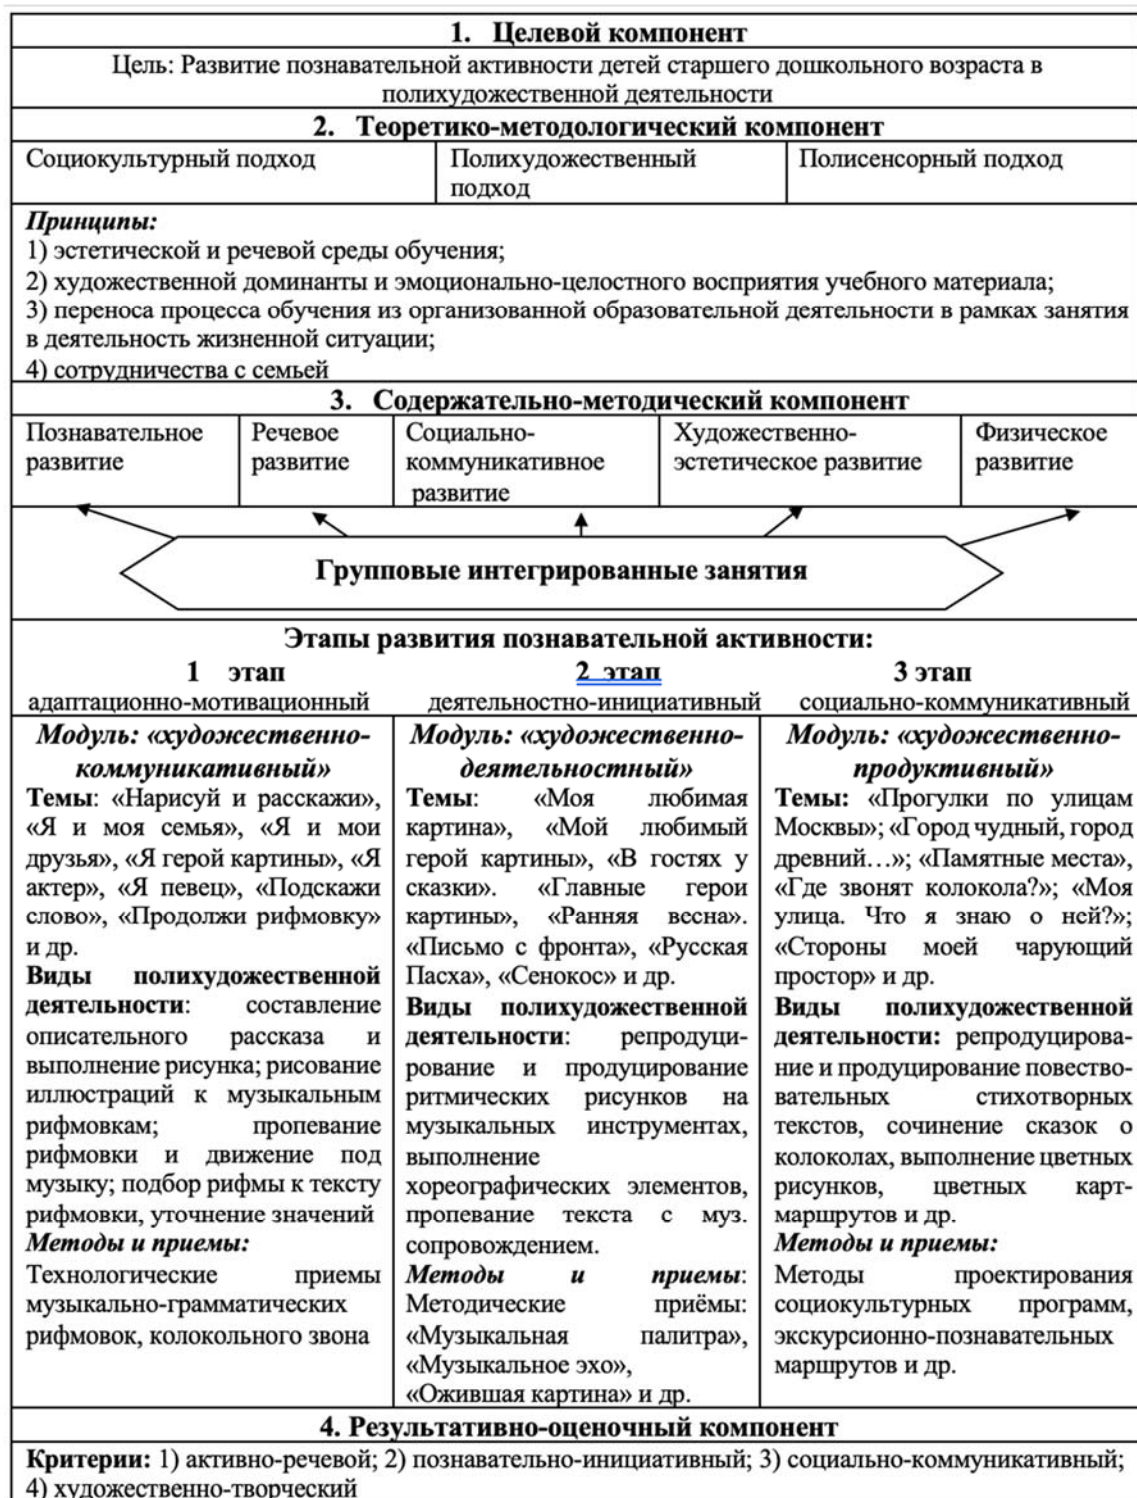 1. Целевой компонент
Цель: Развитие познавательной активности детей старшего дошкольного возраста в
полихудожественной деятельности
2. Теоретико-методологический компонент
Социокультурный подход
Полихудожественный
подход
Полисенсорный подход
Принципы:
1) эстетической и речевой среды обучения;
2) художественной доминанты и эмоционально-целостного восприятия учебного материала;
3) переноса процесса обучения из организованной образовательной деятельности в рамках занятия
в деятельность жизненной ситуации;
4) сотрудничества с семьей
3. Содержательно-методический компонент
Познавательное
развитие
Речевое
развитие
Социально-
коммуникативное
развитие
Художественно-
эстетическое развитие
Физическое
развитие
Групповые интегрированные занятия
Этапы развития познавательной активности:
1 этап
адаптационно-мотивационный
2 этап
деятельностно-инициативный
3 этап
социально-коммуникативный
Модуль: «художественно-
коммуникативный»
Темы: «Нарисуй и расскажи»,
«Я и моя семья», «Я и мои
друзья», «Я герой картины», «Я
актер», «Я певец», «Подскажи
слово», «Продолжи рифмовку»
и др.
Виды полихудожественной
деятельности: составление
описательного рассказа и
выполнение рисунка; рисование
иллюстраций к музыкальным
рифмовкам; пропевание
рифмовки и движение под
музыку; подбор рифмы к тексту
рифмовки, уточнение значений
Методы и приемы:
Технологические приемы
музыкально-грамматических
рифмовок, колокольного звона
Модуль: «художественно-
деятельностный»
Темы: «Моя любимая
картина», «Мой любимый
герой картины», «В гостях у
сказки». «Главные герои
картины», «Ранняя весна».
«Письмо с фронта», «Русская
Пасха», «Сенокос» и др.
Виды полихудожественной
деятельности: репродуци-
рование и продуцирование
ритмических рисунков на
музыкальных инструментах,
выполнение
хореографических элементов,
пропевание текста с муз.
сопровождением.
Методы и приемы:
Методические приёмы:
«Музыкальная палитра»,
«Музыкальное эхо»,
«Ожившая картина» и др.
Модуль: «художественно-
продуктивный»
Темы: «Прогулки по улицам
Москвы»; «Город чудный, город
древний…»; «Памятные места»,
«Где звонят колокола?»; «Моя
улица. Что я знаю о ней?»;
«Стороны моей чарующий
простор» и др.
Виды полихудожественной
деятельности: репродуцирова-
ние и продуцирование повество-
вательных стихотворных
текстов, сочинение сказок о
колоколах, выполнение цветных
рисунков, цветных карт-
маршрутов и др.
Методы и приемы:
Методы проектирования
социокультурных программ,
экскурсионно-познавательных
маршрутов и др.
4. Результативно-оценочный компонент
Критерии: 1) активно-речевой; 2) познавательно-инициативный; 3) социально-коммуникативный;
4) художественно-творческий